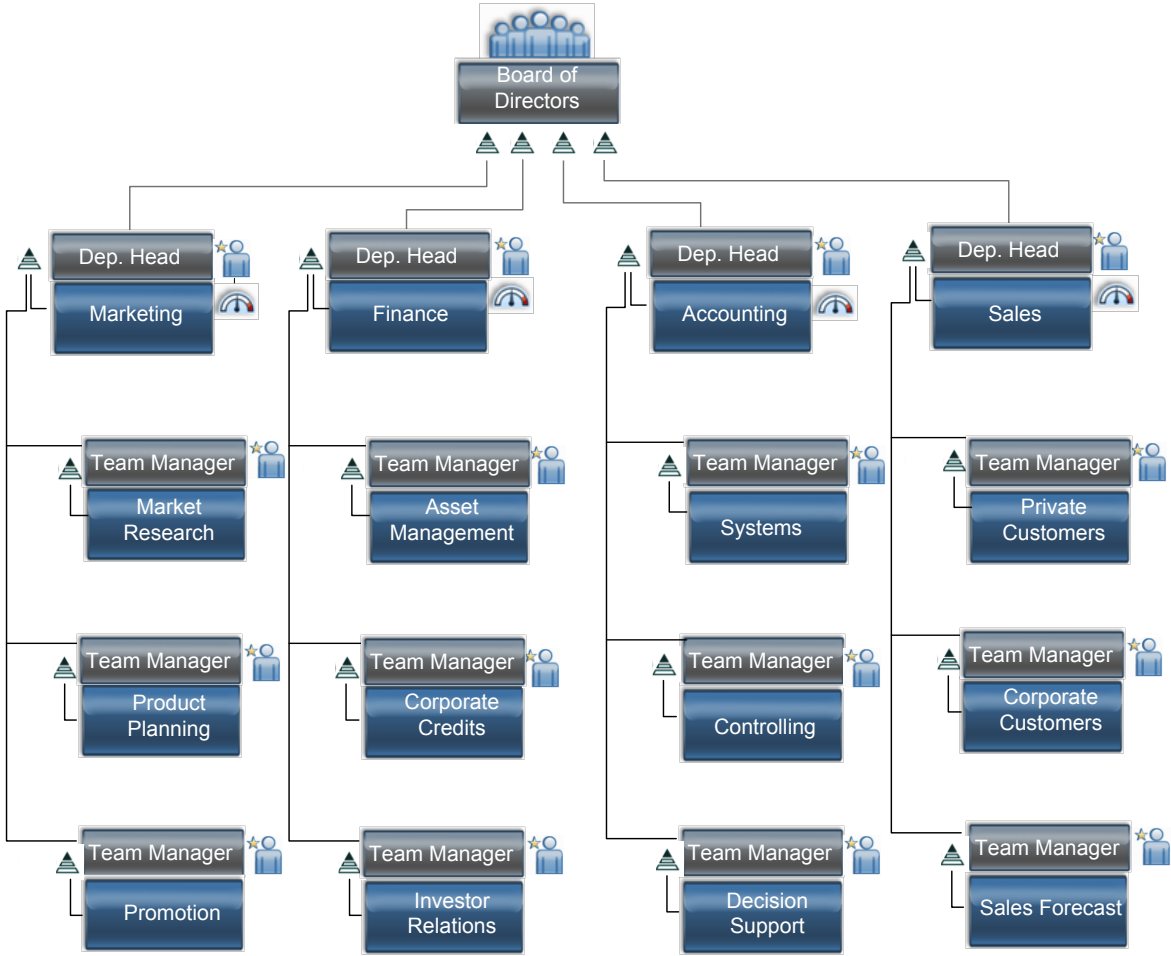 Board of
Directors
Dep. Head
Marketing
Dep. Head
Finance
Dep. Head
Accounting
Dep. Head
Sales
Team Manager
Market
Research
Team Manager
Asset
Management
Team Manager
Systems
Team Manager
Private
Customers
Team Manager
Product
Planning
Team Manager
Corporate
Credits
Team Manager
Controlling
Team Manager
Corporate
Customers
Team Manager
Promotion
Team Manager
Investor
Relations
Team Manager
Decision
Support
Team Manager
Sales Forecast